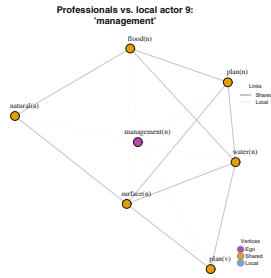 Professionals vs. local actor 9:
'management'
flood(n)
plan(n)
Links
Shared
Local
natural(a)
management(n)
water(n)
surface(n)
plan(v)
Vertices
Ego
Shared
Local